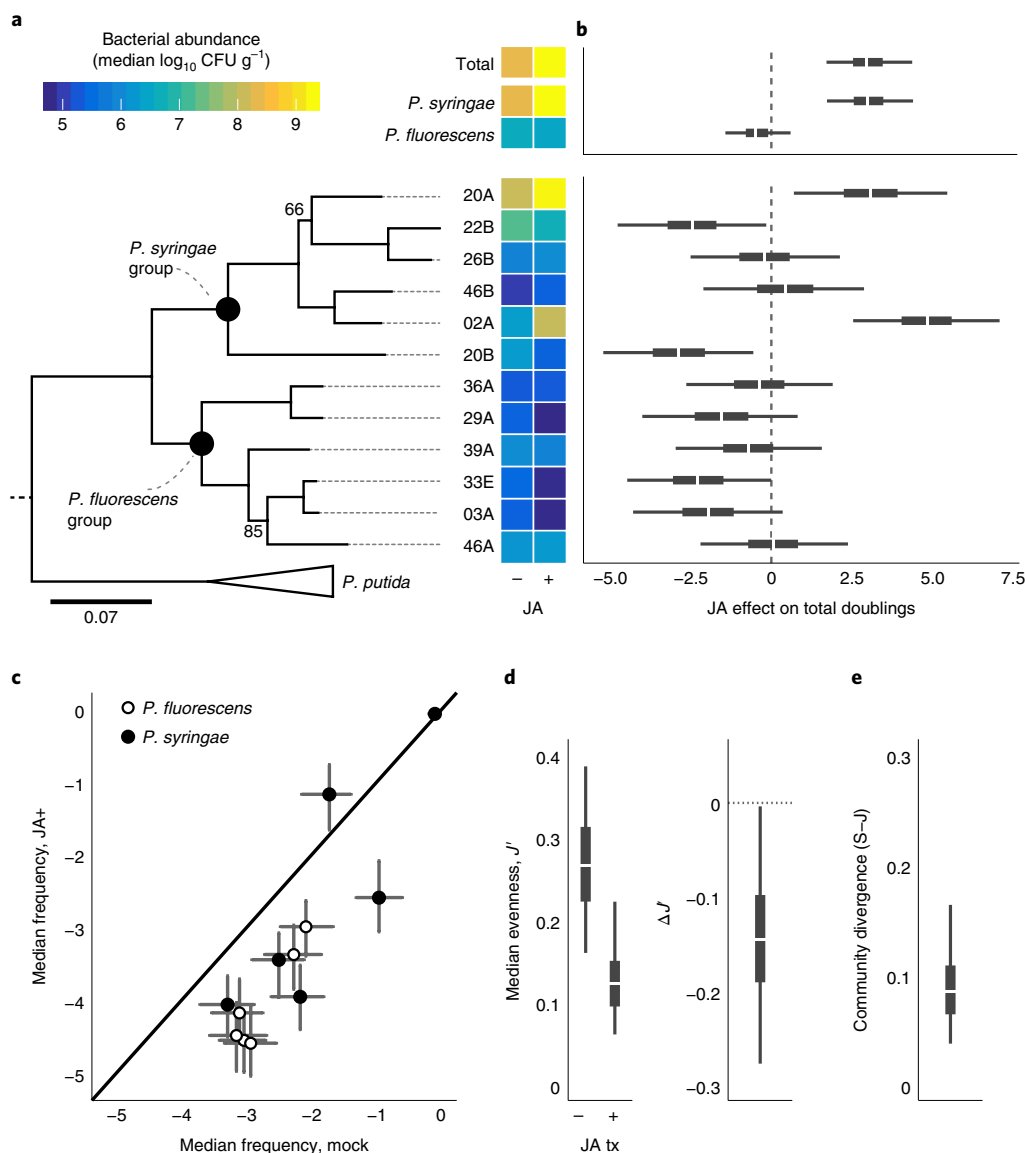 a
b
Bacterial abundance
(median log₁₀ CFU g⁻¹)
5 6 7 8 9
Total
P. syringae
P. fluorescens
20A
66
22B
P. syringae
group
26B
46B
02A
20B
36A
29A
39A
33E
P. fluorescens
group
03A
85
46A
P. putida
0.07
− +
JA
−5.0 −2.5 0 2.5 5.0 7.5
JA effect on total doublings
c
d
e
P. fluorescens
P. syringae
0
−1
−2
−3
−4
−5
Median frequency, JA+
−5 −4 −3 −2 −1 0
Median frequency, mock
0.4
0.3
0.2
0.1
0
Median evenness, J′
− +
JA tx
0
−0.1
−0.2
−0.3
ΔJ′
0.3
0.2
0.1
0
Community divergence (S–J)